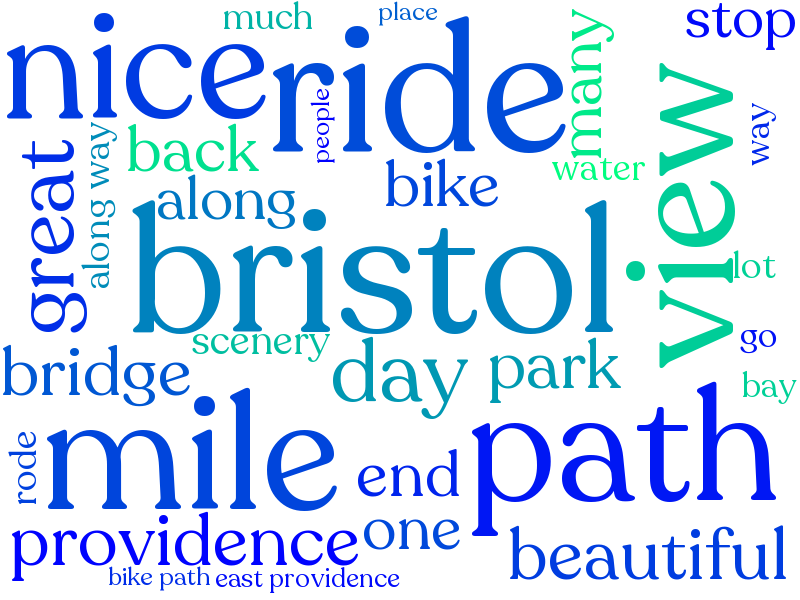 much
place
stop
nice
ride
many
view
way
people
great
along way
back
along
bike
water
bristol
lot
scenery
go
bridge
day
park
bay
mile
path
rode
end
providence
one
beautiful
bike path
east providence